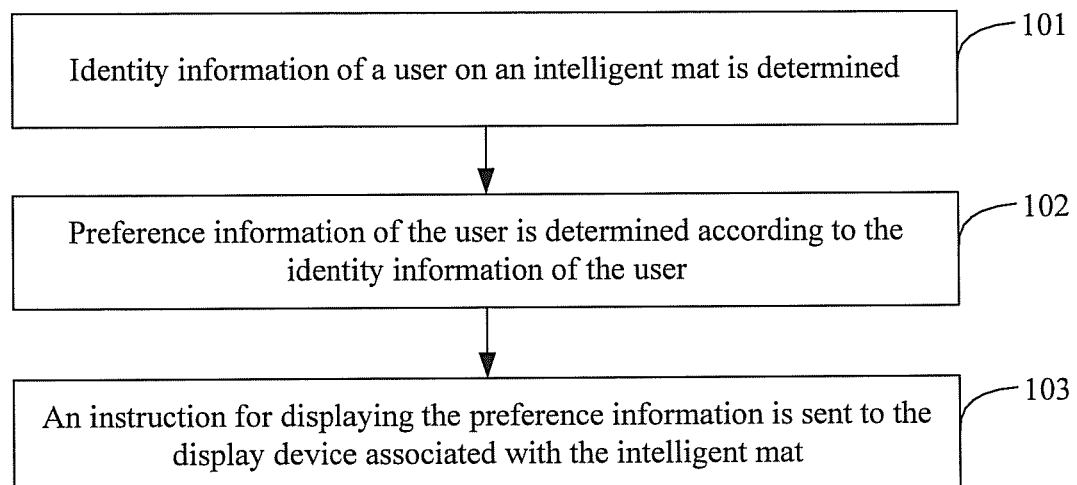 101
Identity information of a user on an intelligent mat is determined
102
Preference information of the user is determined according to the
identity information of the user
103
An instruction for displaying the preference information is sent to the
display device associated with the intelligent mat